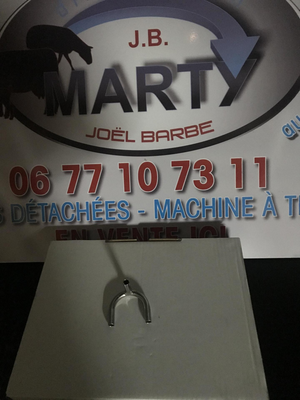 J.B.
MARTY
JOËL BARBE
06 77 10 73 11
DÉTACHÉES - MACHINE À
EN VENTE ICI